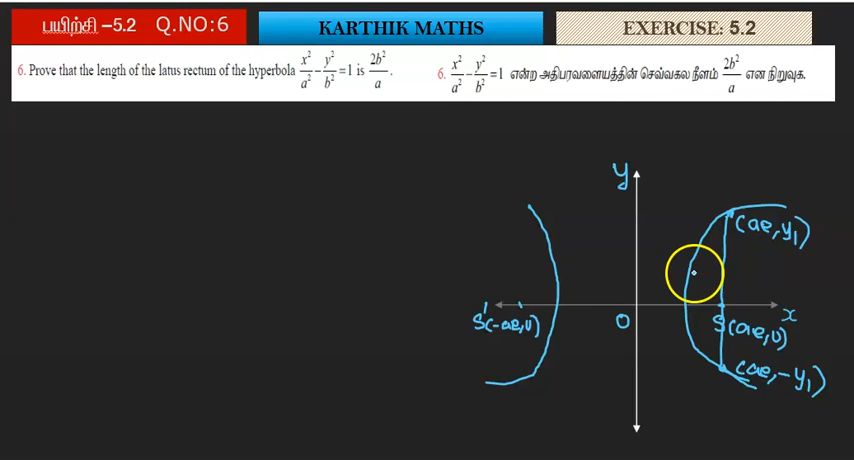 பயிற்சி –5.2 Q.NO:6
KARTHIK MATHS
EXERCISE: 5.2
6. Prove that the length of the latus rectum of the hyperbola x²/a² − y²/b² = 1 is 2b²/a .
6. x²/a² − y²/b² = 1 என்ற அதிபரவளையத்தின் செவ்வகல நீளம் 2b²/a என நிறுவுக.
y
(ae, y₁)
S'(-ae,0)
O
S(ae,0)
x
(ae, -y₁)